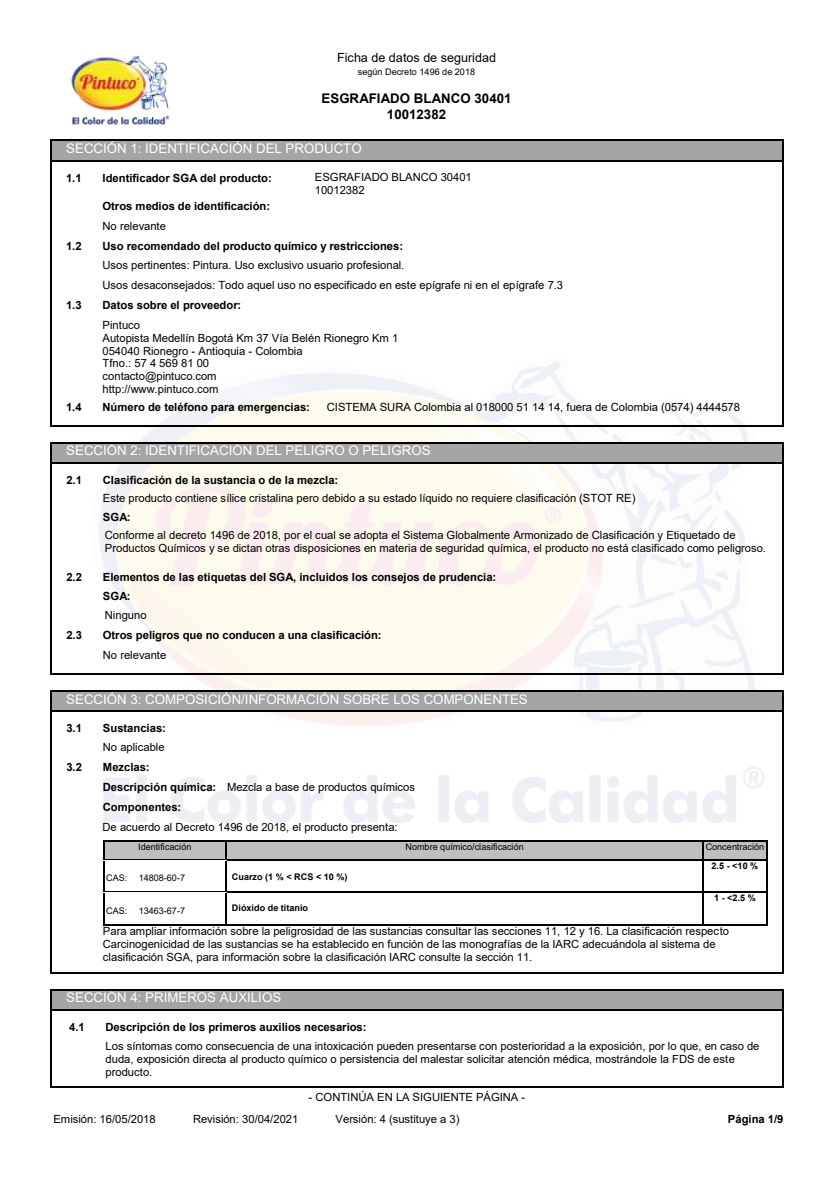 Pintuco®
El Color de la Calidad®
Ficha de datos de seguridad
según Decreto 1496 de 2018
ESGRAFIADO BLANCO 30401
10012382
SECCIÓN 1: IDENTIFICACIÓN DEL PRODUCTO
1.1 Identificador SGA del producto: ESGRAFIADO BLANCO 30401
10012382
Otros medios de identificación:
No relevante
1.2 Uso recomendado del producto químico y restricciones:
Usos pertinentes: Pintura. Uso exclusivo usuario profesional.
Usos desaconsejados: Todo aquel uso no especificado en este epígrafe ni en el epígrafe 7.3
1.3 Datos sobre el proveedor:
Pintuco
Autopista Medellín Bogotá Km 37 Vía Belén Rionegro Km 1
054040 Rionegro - Antioquia - Colombia
Tfno.: 57 4 569 81 00
contacto@pintuco.com
http://www.pintuco.com
1.4 Número de teléfono para emergencias: CISTEMA SURA Colombia al 018000 51 14 14, fuera de Colombia (0574) 4444578
SECCIÓN 2: IDENTIFICACIÓN DEL PELIGRO O PELIGROS
2.1 Clasificación de la sustancia o de la mezcla:
Este producto contiene sílice cristalina pero debido a su estado líquido no requiere clasificación (STOT RE)
SGA:
Conforme al decreto 1496 de 2018, por el cual se adopta el Sistema Globalmente Armonizado de Clasificación y Etiquetado de
Productos Químicos y se dictan otras disposiciones en materia de seguridad química, el producto no está clasificado como peligroso.
2.2 Elementos de las etiquetas del SGA, incluidos los consejos de prudencia:
SGA:
Ninguno
2.3 Otros peligros que no conducen a una clasificación:
No relevante
Pintuco®
SECCIÓN 3: COMPOSICIÓN/INFORMACIÓN SOBRE LOS COMPONENTES
3.1 Sustancias:
No aplicable
3.2 Mezclas:
Descripción química: Mezcla a base de productos químicos
Componentes:
El Color de la Calidad®
De acuerdo al Decreto 1496 de 2018, el producto presenta:
Identificación Nombre químico/clasificación Concentración
CAS: 14808-60-7 Cuarzo (1 % < RCS < 10 %) 2.5 - <10 %
CAS: 13463-67-7 Dióxido de titanio 1 - <2.5 %
Para ampliar información sobre la peligrosidad de las sustancias consultar las secciones 11, 12 y 16. La clasificación respecto
Carcinogenicidad de las sustancias se ha establecido en función de las monografías de la IARC adecuándola al sistema de
clasificación SGA, para información sobre la clasificación IARC consulte la sección 11.
SECCIÓN 4: PRIMEROS AUXILIOS
4.1 Descripción de los primeros auxilios necesarios:
Los síntomas como consecuencia de una intoxicación pueden presentarse con posterioridad a la exposición, por lo que, en caso de
duda, exposición directa al producto químico o persistencia del malestar solicitar atención médica, mostrándole la FDS de este
producto.
- CONTINÚA EN LA SIGUIENTE PÁGINA -
Emisión: 16/05/2018 Revisión: 30/04/2021 Versión: 4 (sustituye a 3) Página 1/9